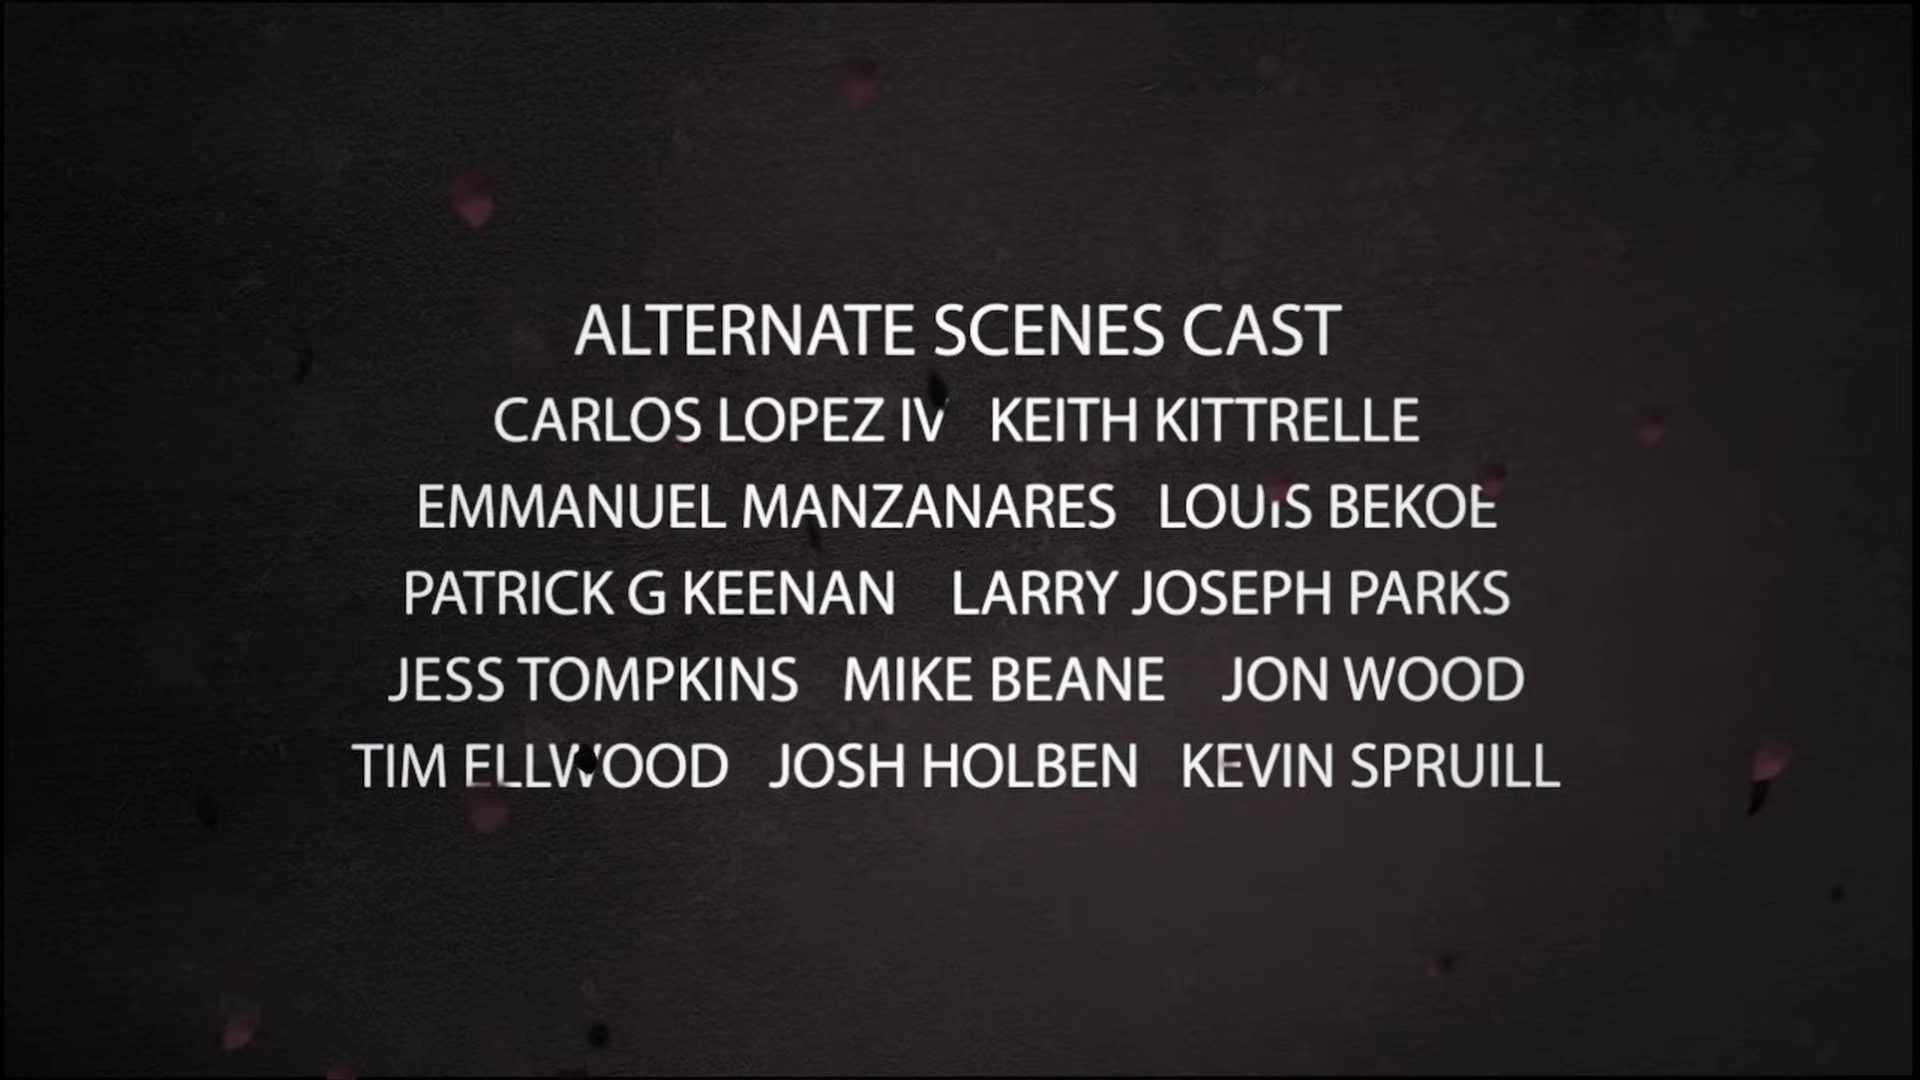 ALTERNATE SCENES CAST
CARLOS LOPEZ IV KEITH KITTRELLE
EMMANUEL MANZANARES LOUIS BEKOE
PATRICK G KEENAN LARRY JOSEPH PARKS
JESS TOMPKINS MIKE BEANE JON WOOD
TIM ELLWOOD JOSH HOLBEN KEVIN SPRUILL